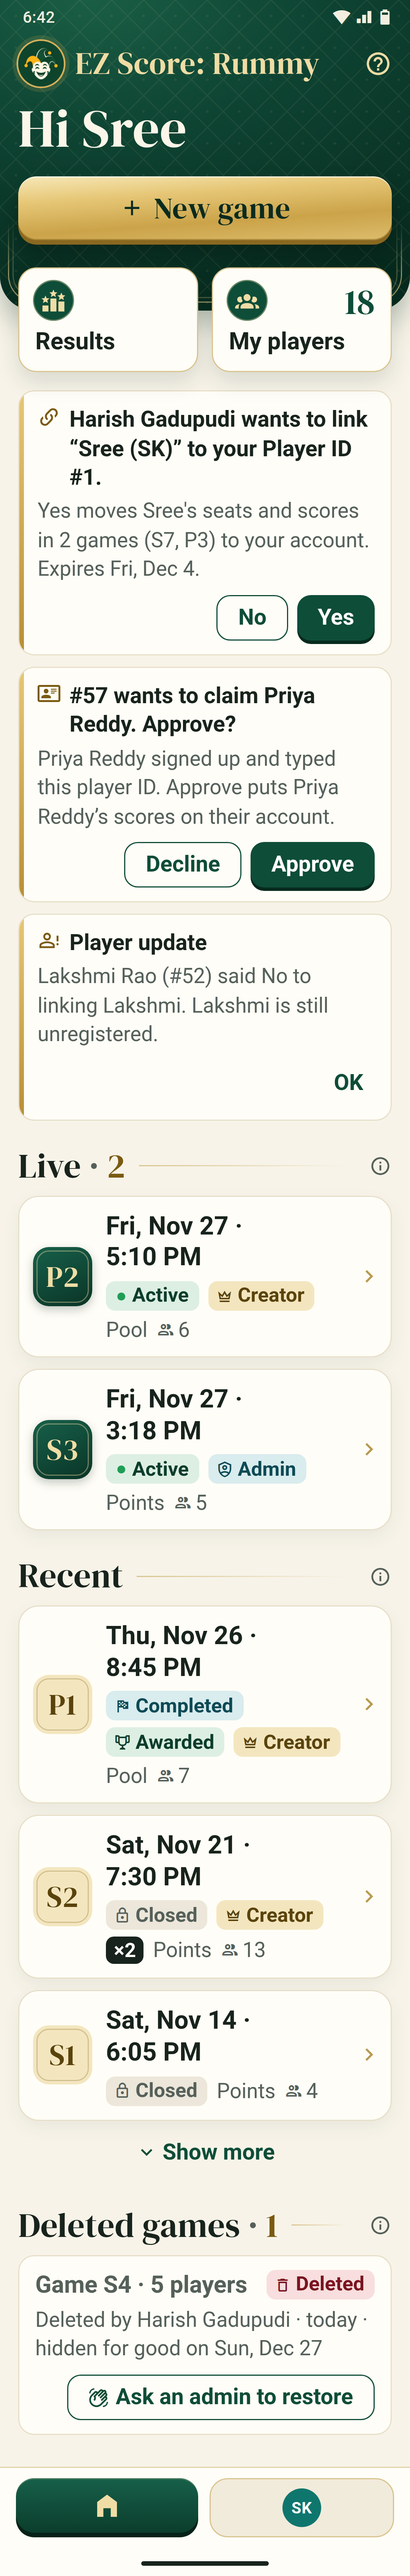 6:42
EZ Score: Rummy
Hi Sree
+ New game
Results
18
My players
Harish Gadupudi wants to link
“Sree (SK)” to your Player ID
#1.
Yes moves Sree's seats and scores
in 2 games (S7, P3) to your account.
Expires Fri, Dec 4.
No
Yes
#57 wants to claim Priya
Reddy. Approve?
Priya Reddy signed up and typed
this player ID. Approve puts Priya
Reddy’s scores on their account.
Decline
Approve
Player update
Lakshmi Rao (#52) said No to
linking Lakshmi. Lakshmi is still
unregistered.
OK
Live · 2
P2
Fri, Nov 27 ·
5:10 PM
Active
Creator
Pool 6
S3
Fri, Nov 27 ·
3:18 PM
Active
Admin
Points 5
Recent
P1
Thu, Nov 26 ·
8:45 PM
Completed
Awarded
Creator
Pool 7
S2
Sat, Nov 21 ·
7:30 PM
Closed
Creator
×2 Points 13
S1
Sat, Nov 14 ·
6:05 PM
Closed Points 4
Show more
Deleted games · 1
Game S4 · 5 players
Deleted
Deleted by Harish Gadupudi · today ·
hidden for good on Sun, Dec 27
Ask an admin to restore
SK